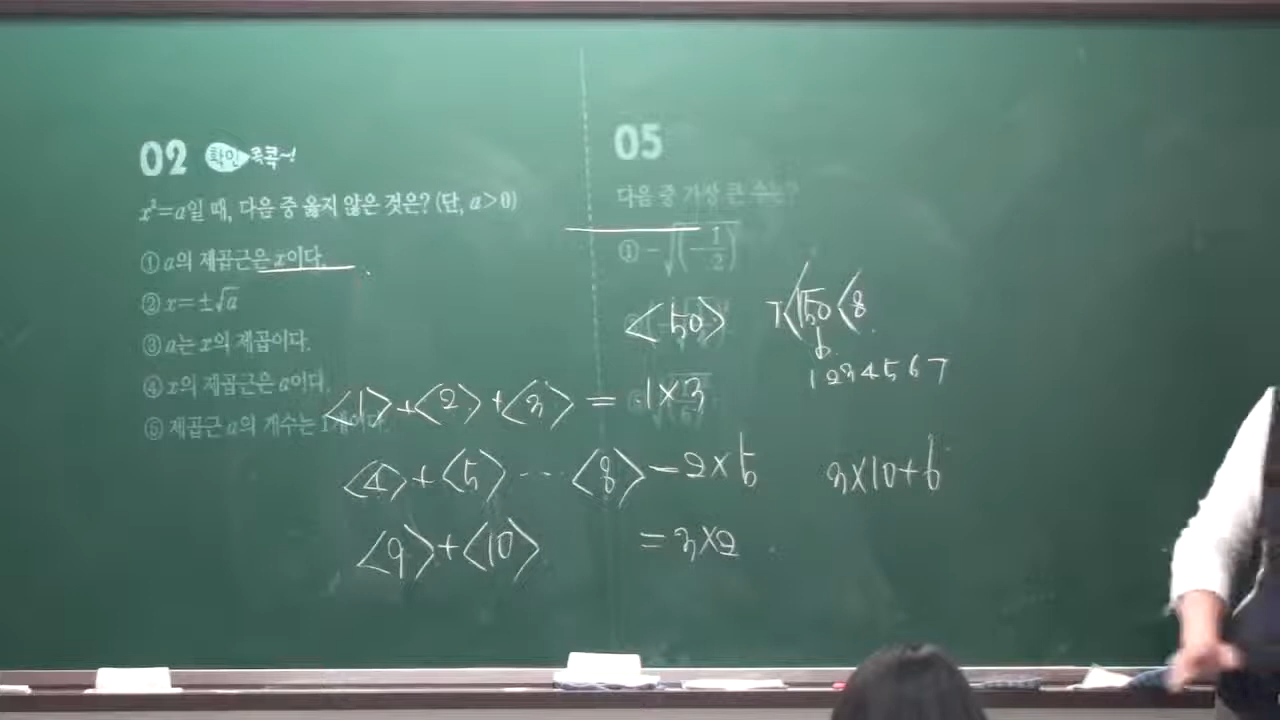 02 확인 콕콕~!
x²=a일 때, 다음 중 옳지 않은 것은? (단, a>0)
① a의 제곱근은 x이다.
② x=±√a
③ a는 x의 제곱이다.
④ x의 제곱근은 a이다.
⑤ 제곱근 a의 개수는 1개이다.
05
다음 중 가장 큰 수는?
① -√(-1/2)²
<50> 7<√50<8
1 2 3 4 5 6 7
<1>+<2>+<3> = 1×3
<4>+<5> ... <8> = 2×5
3×10+6
<9>+<10> = 3×2